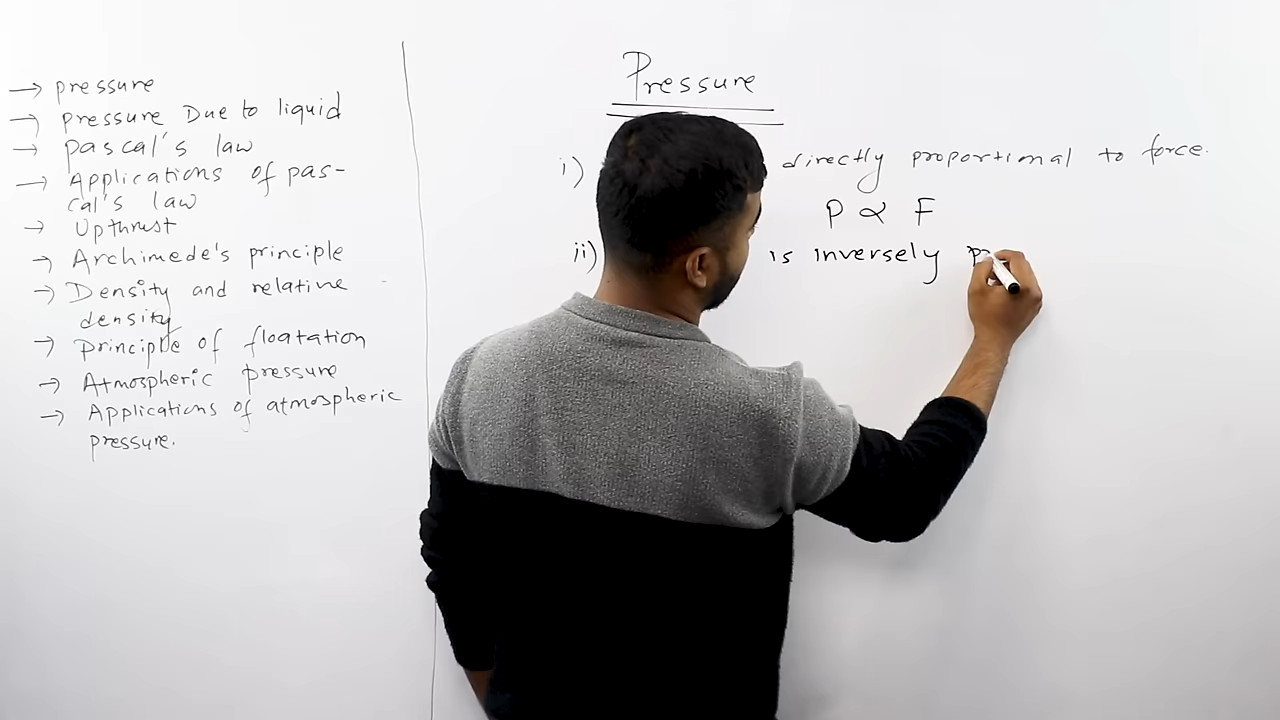 → pressure
→ pressure Due to liquid
→ pascal's law
→ Applications of pas-
cal's law
→ Upthrust
→ Archimede's principle
→ Density and relative
density
→ principle of floatation
→ Atmospheric pressure
→ Applications of atmospheric
pressure.
Pressure
i) directly proportional to force.
P ∝ F
ii) is inversely pr